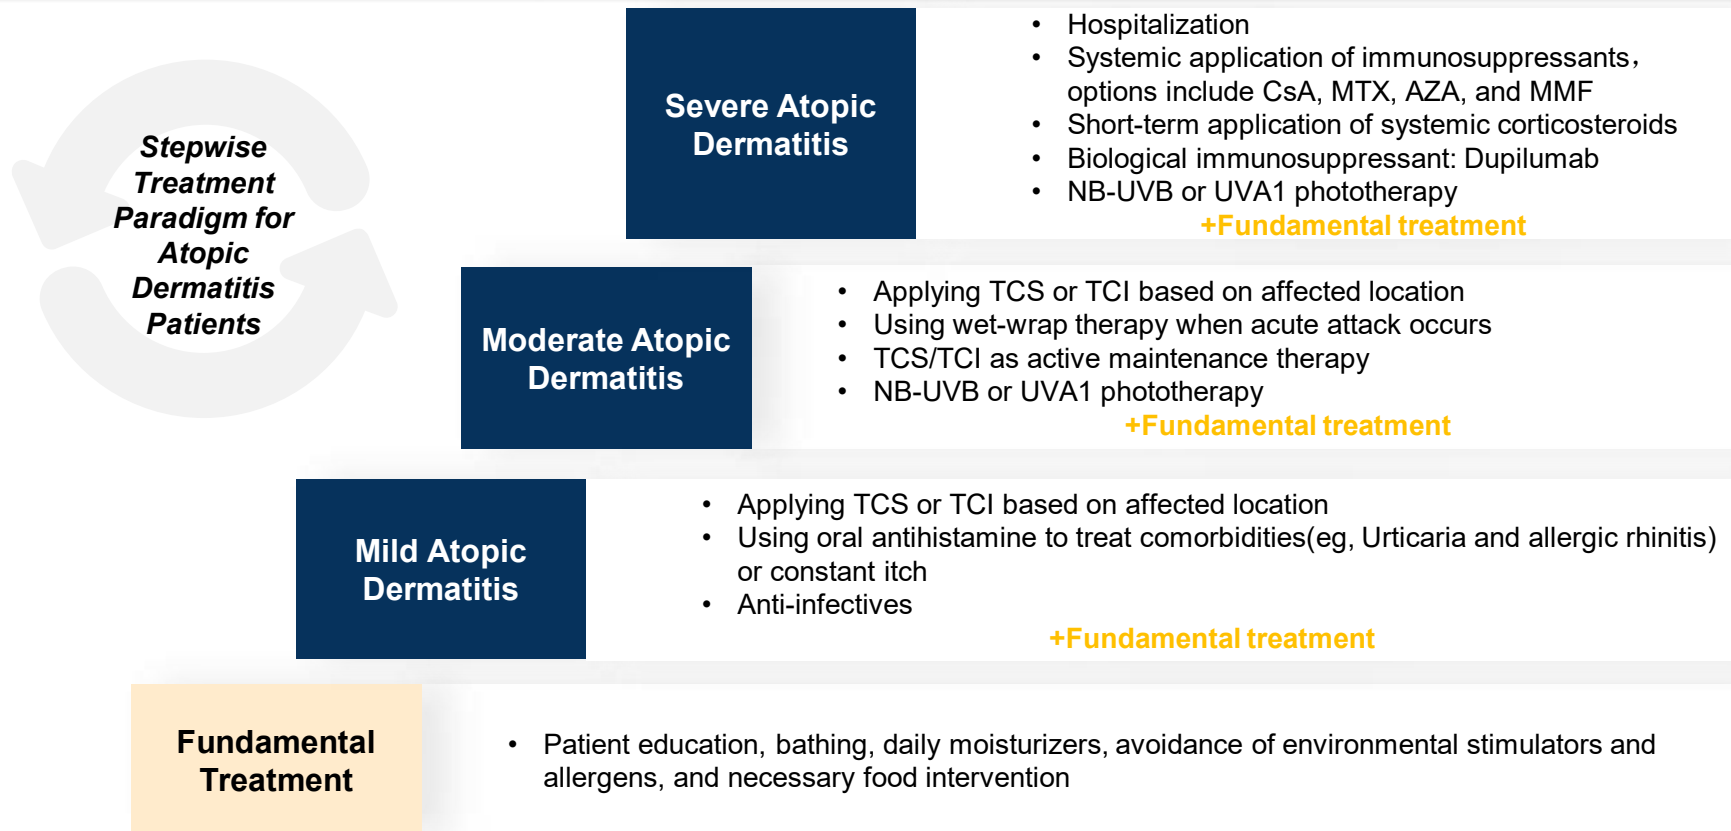 Stepwise
Treatment
Paradigm for
Atopic
Dermatitis
Patients
Severe Atopic
Dermatitis
• Hospitalization
• Systemic application of immunosuppressants，
options include CsA, MTX, AZA, and MMF
• Short-term application of systemic corticosteroids
• Biological immunosuppressant: Dupilumab
• NB-UVB or UVA1 phototherapy
+Fundamental treatment
Moderate Atopic
Dermatitis
• Applying TCS or TCI based on affected location
• Using wet-wrap therapy when acute attack occurs
• TCS/TCI as active maintenance therapy
• NB-UVB or UVA1 phototherapy
+Fundamental treatment
Mild Atopic
Dermatitis
• Applying TCS or TCI based on affected location
• Using oral antihistamine to treat comorbidities(eg, Urticaria and allergic rhinitis)
or constant itch
• Anti-infectives
+Fundamental treatment
Fundamental
Treatment
• Patient education, bathing, daily moisturizers, avoidance of environmental stimulators and
allergens, and necessary food intervention